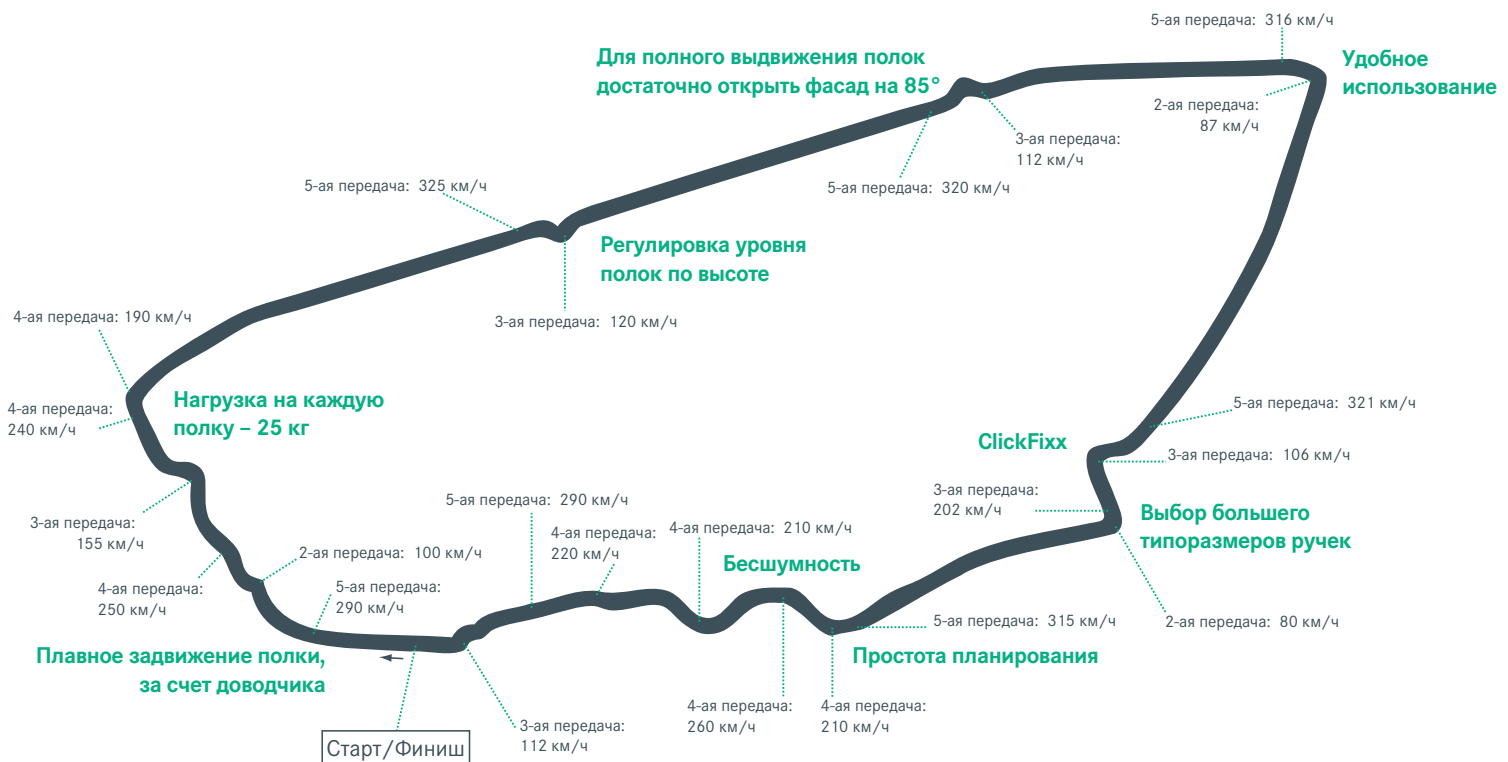 5-ая передача: 316 км/ч
Для полного выдвижения полок
достаточно открыть фасад на 85°
Удобное
использование
2-ая передача:
87 км/ч
3-ая передача:
112 км/ч
5-ая передача: 325 км/ч
5-ая передача: 320 км/ч
Регулировка уровня
полок по высоте
4-ая передача: 190 км/ч
3-ая передача: 120 км/ч
Нагрузка на каждую
полку – 25 кг
4-ая передача:
240 км/ч
5-ая передача: 321 км/ч
ClickFixx
3-ая передача: 106 км/ч
3-ая передача:
202 км/ч
5-ая передача: 290 км/ч
Выбор большего
типоразмеров ручек
3-ая передача:
155 км/ч
4-ая передача:
220 км/ч
4-ая передача: 210 км/ч
2-ая передача: 100 км/ч
Бесшумность
4-ая передача:
250 км/ч
5-ая передача:
290 км/ч
5-ая передача: 315 км/ч
2-ая передача: 80 км/ч
Плавное задвижение полки,
за счет доводчика
Простота планирования
4-ая передача:
260 км/ч
4-ая передача:
210 км/ч
3-ая передача:
112 км/ч
Старт/Финиш